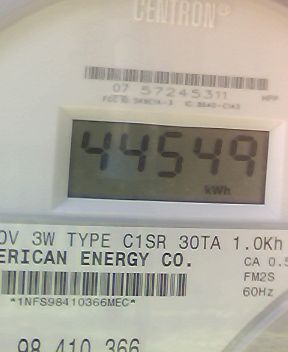 CENTRON®
07 57245311
44549
kWh
0V 3W TYPE C1SR 30TA 1.0Kh
ERICAN ENERGY CO.
CA 0.5
FM2S
*1NFS98410366MEC*
60Hz
98 410 366